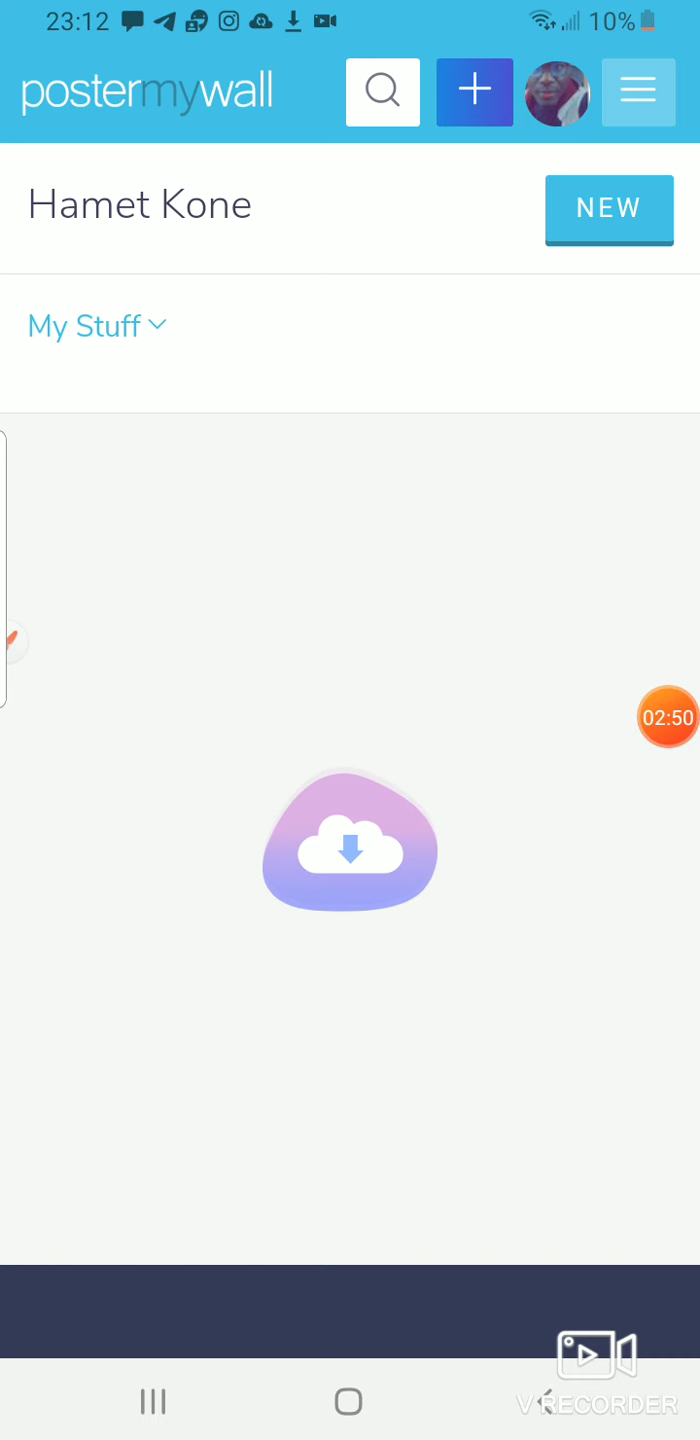 23:12
10%
postermywall
Hamet Kone
NEW
My Stuff
02:50
V RECORDER